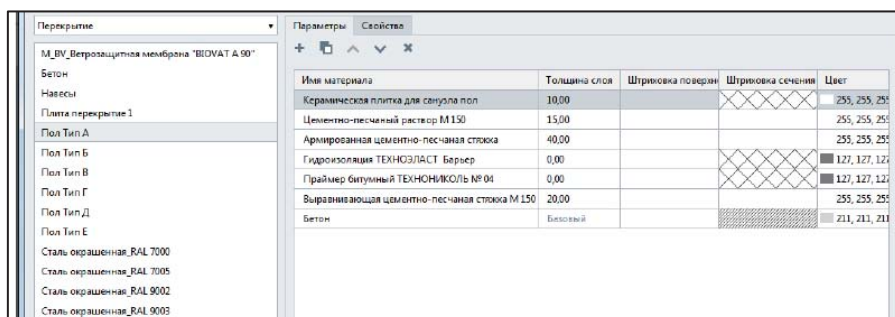 Перекрытие
Параметры Свойства
M_BV_Ветрозащитная мембрана "BIOVAT A 90"
Бетон
Навесы
Плита перекрытие 1
Пол Тип А
Пол Тип Б
Пол Тип В
Пол Тип Г
Пол Тип Д
Пол Тип Е
Сталь окрашенная_RAL 7000
Сталь окрашенная_RAL 7005
Сталь окрашенная_RAL 9002
Сталь окрашенная_RAL 9003
Имя материала Толщина слоя Штриховка поверхн Штриховка сечения Цвет
Керамическая плитка для санузла пол 10,00 255, 255, 255
Цементно-песчаный раствор М150 15,00 255, 255, 255
Армированная цементно-песчаная стяжка 40,00 255, 255, 255
Гидроизоляция ТЕХНОЭЛАСТ Барьер 0,00 127, 127, 127
Праймер битумный ТЕХНОНИКОЛЬ № 04 0,00 127, 127, 127
Выравнивающая цементно-песчаная стяжка М 150 20,00 255, 255, 255
Бетон Базовый 211, 211, 211